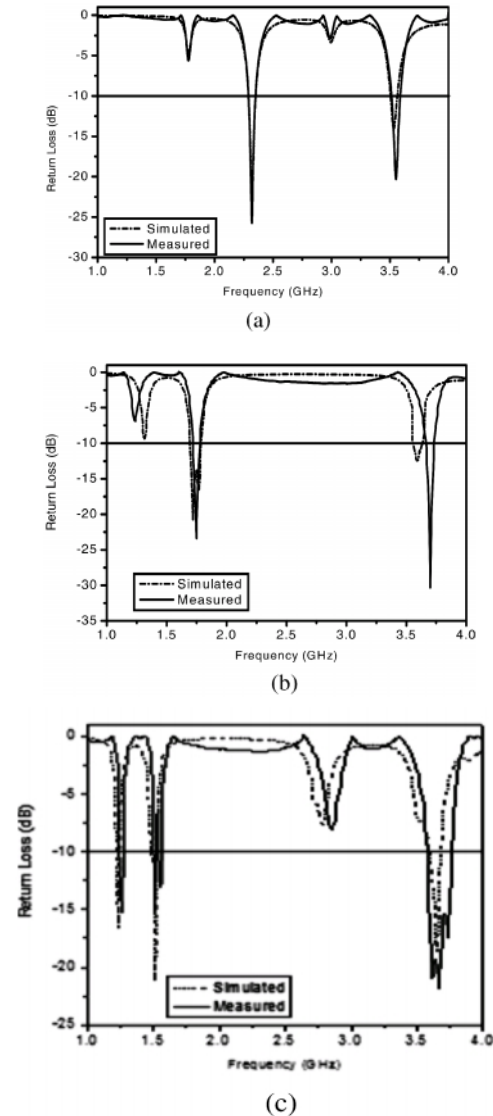 0
-5
-10
-15
-20
-25
-30
Return Loss (dB)
Simulated
Measured
1.0 1.5 2.0 2.5 3.0 3.5 4.0
Frequency (GHz)
(a)
0
-5
-10
-15
-20
-25
-30
-35
Return Loss (dB)
Simulated
Measured
1.0 1.5 2.0 2.5 3.0 3.5 4.0
Frequency (GHz)
(b)
0
-5
-10
-15
-20
-25
Return Loss (dB)
Simulated
Measured
1.0 1.5 2.0 2.5 3.0 3.5 4.0
Frequency (GHz)
(c)